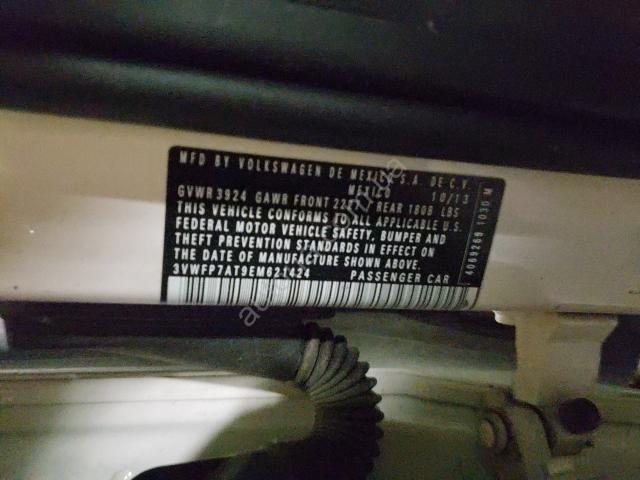 MFD BY VOLKSWAGEN DE MEXICO S.A. DE C.V.
MEXICO 10/13
GVWR 3924 GAWR FRONT REAR 1808 LBS
THIS VEHICLE CONFORMS TO ALL APPLICABLE U.S.
FEDERAL MOTOR VEHICLE SAFETY, BUMPER AND
THEFT PREVENTION STANDARDS IN EFFECT ON
THE DATE OF MANUFACTURE SHOWN ABOVE.
3VWFP7AT9EM621424 PASSENGER CAR
4069269 1030 M